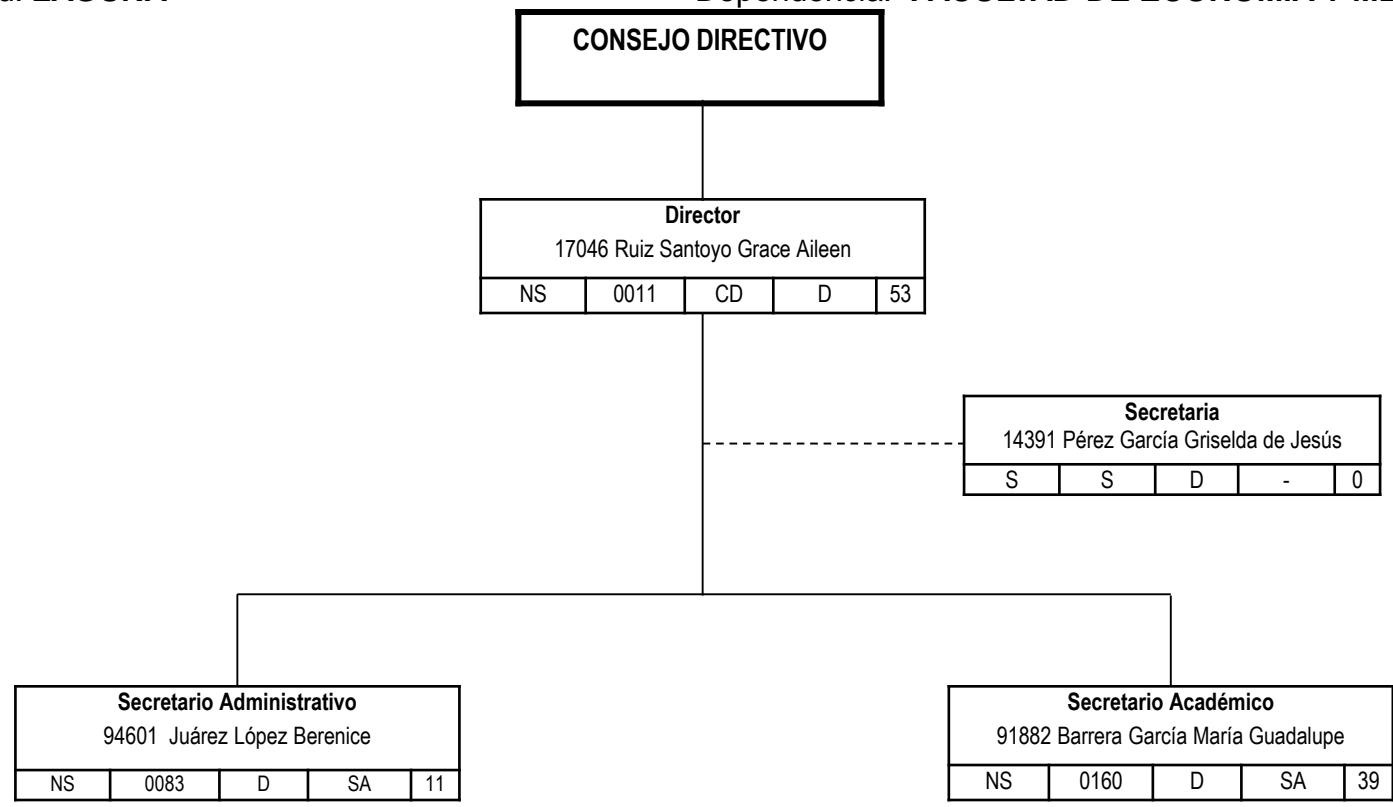 CONSEJO DIRECTIVO
Director
17046 Ruiz Santoyo Grace Aileen
NS 0011 CD D 53
Secretaria
14391 Pérez García Griselda de Jesús
S S D - 0
Secretario Administrativo
94601 Juárez López Berenice
NS 0083 D SA 11
Secretario Académico
91882 Barrera García María Guadalupe
NS 0160 D SA 39